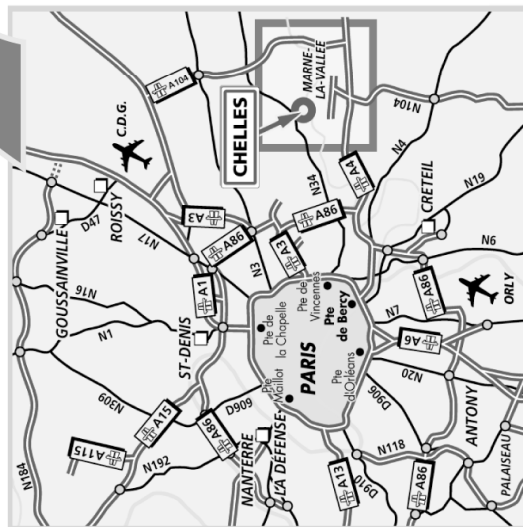 A104
C.D.G.
MARNE-
LA-VALLEE
N104
CHELLES
N34
N4
N19
A4
CRETEIL
ROISSY
D47
GOUSSAINVILLE
N17
A3
A86
A86
N3
A3
A1
N16
N1
ST-DENIS
Pte de
la Chapelle
Pte de
Vincennes
Pte
de Bercy
PARIS
Pte
Maillot
Pte
d'Orléans
N6
A86
ORLY
N7
A6
N20
D906
ANTONY
PALAISEAU
N118
A86
D910
A13
LA DÉFENSE
NANTERRE
D909
A86
N309
A15
N192
A115
N184